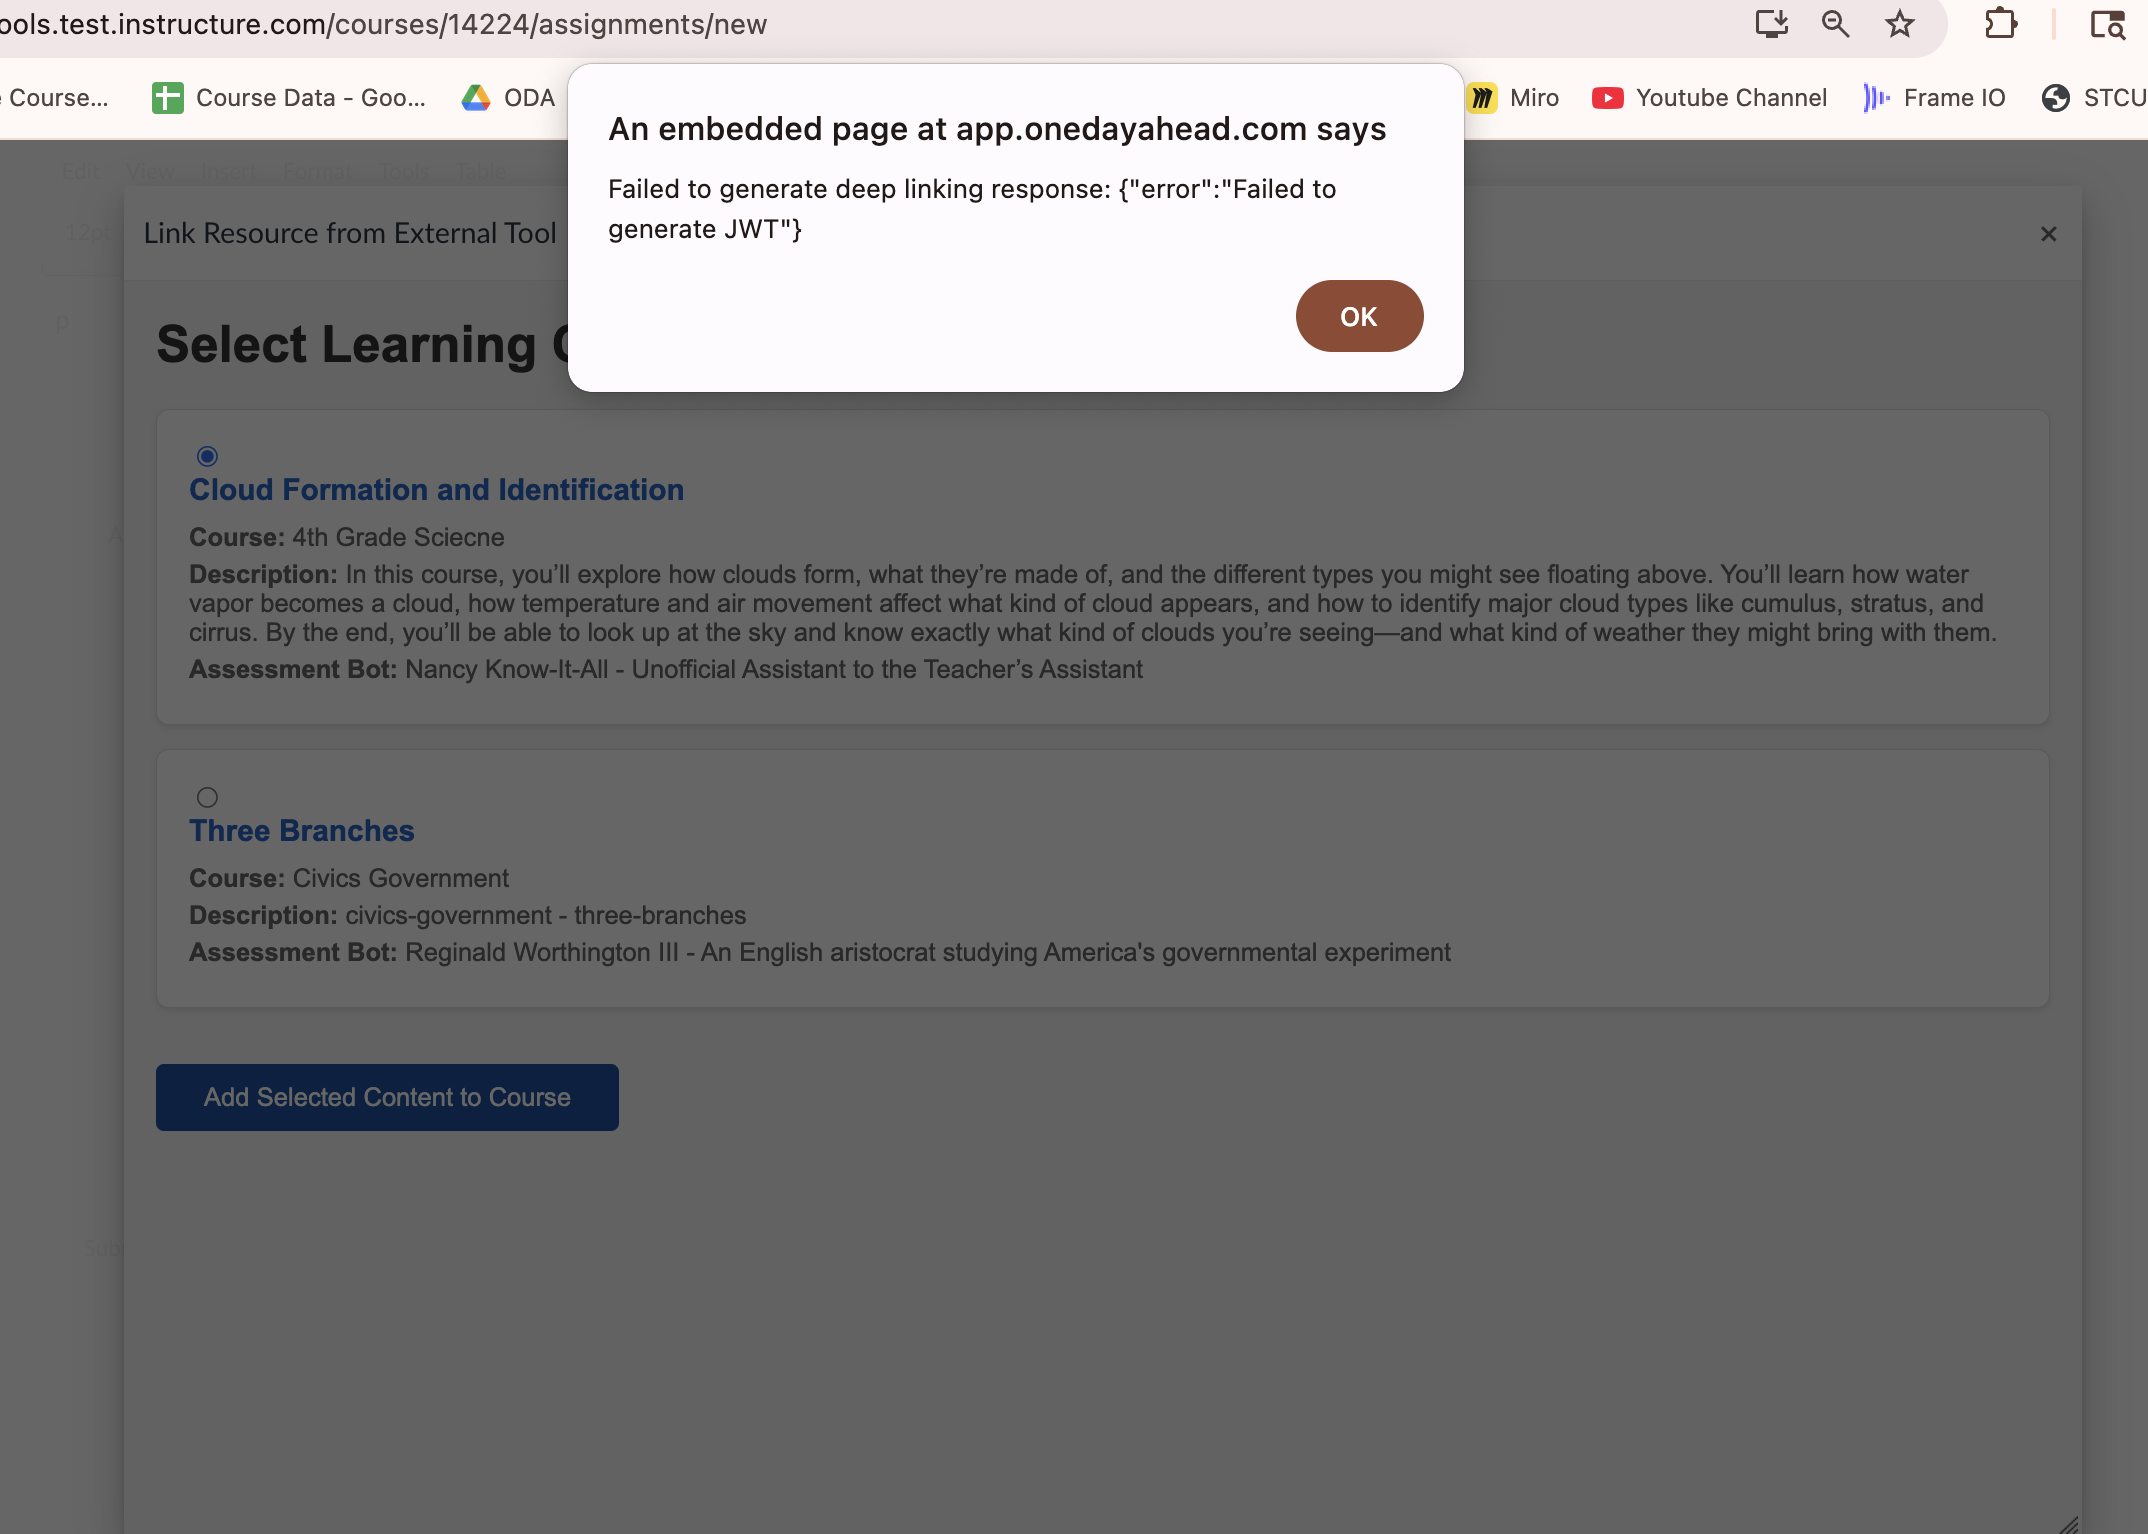 ools.test.instructure.com/courses/14224/assignments/new
Course...
Course Data - Goo...
ODA
Miro
Youtube Channel
Frame IO
STCU
An embedded page at app.onedayahead.com says
Failed to generate deep linking response: {"error":"Failed to
generate JWT"}
OK
Edit View Insert Format Tools Table
12pt
Link Resource from External Tool
P
Select Learning
Cloud Formation and Identification
Course: 4th Grade Sciecne
Description: In this course, you’ll explore how clouds form, what they’re made of, and the different types you might see floating above. You’ll learn how water
vapor becomes a cloud, how temperature and air movement affect what kind of cloud appears, and how to identify major cloud types like cumulus, stratus, and
cirrus. By the end, you’ll be able to look up at the sky and know exactly what kind of clouds you’re seeing—and what kind of weather they might bring with them.
Assessment Bot: Nancy Know-It-All - Unofficial Assistant to the Teacher’s Assistant
Three Branches
Course: Civics Government
Description: civics-government - three-branches
Assessment Bot: Reginald Worthington III - An English aristocrat studying America's governmental experiment
Add Selected Content to Course